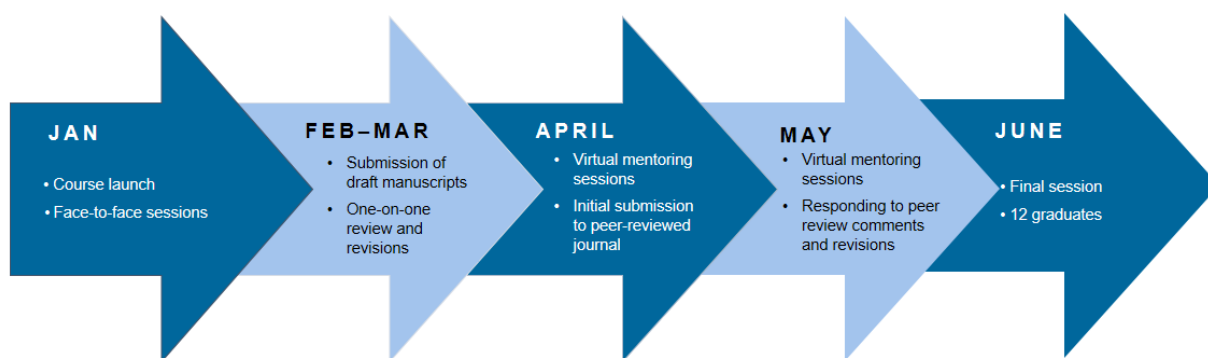 JAN
• Course launch
• Face-to-face sessions
FEB–MAR
• Submission of
draft manuscripts
• One-on-one
review and
revisions
APRIL
• Virtual mentoring
sessions
• Initial submission
to peer-reviewed
journal
MAY
• Virtual mentoring
sessions
• Responding to peer
review comments
and revisions
JUNE
• Final session
• 12 graduates